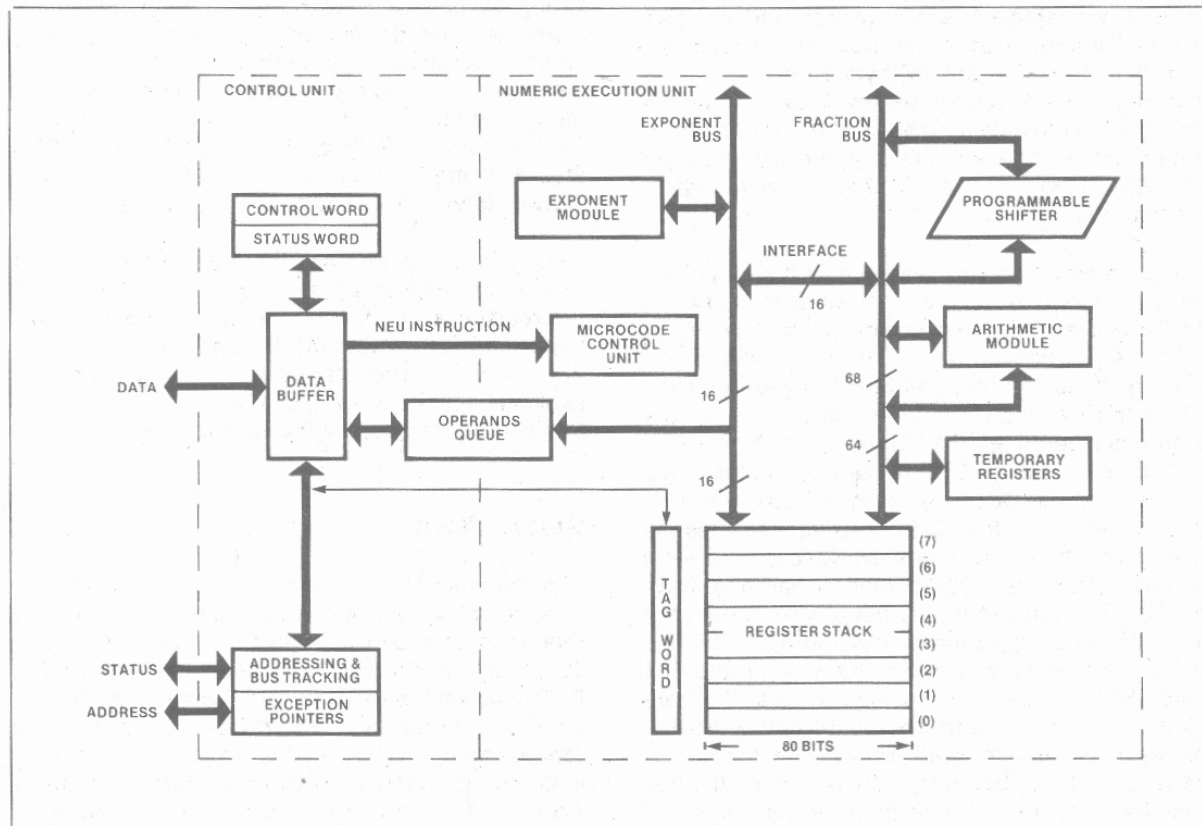 CONTROL UNIT
NUMERIC EXECUTION UNIT
EXPONENT
BUS
FRACTION
BUS
EXPONENT
MODULE
PROGRAMMABLE
SHIFTER
CONTROL WORD
STATUS WORD
INTERFACE
16
NEU INSTRUCTION
MICROCODE
CONTROL
UNIT
ARITHMETIC
MODULE
DATA
DATA
BUFFER
68
16
OPERANDS
QUEUE
64
TEMPORARY
REGISTERS
16
TAG WORD
(7)
(6)
(5)
(4)
REGISTER STACK
(3)
(2)
(1)
(0)
80 BITS
STATUS
ADDRESSING &
BUS TRACKING
ADDRESS
EXCEPTION
POINTERS